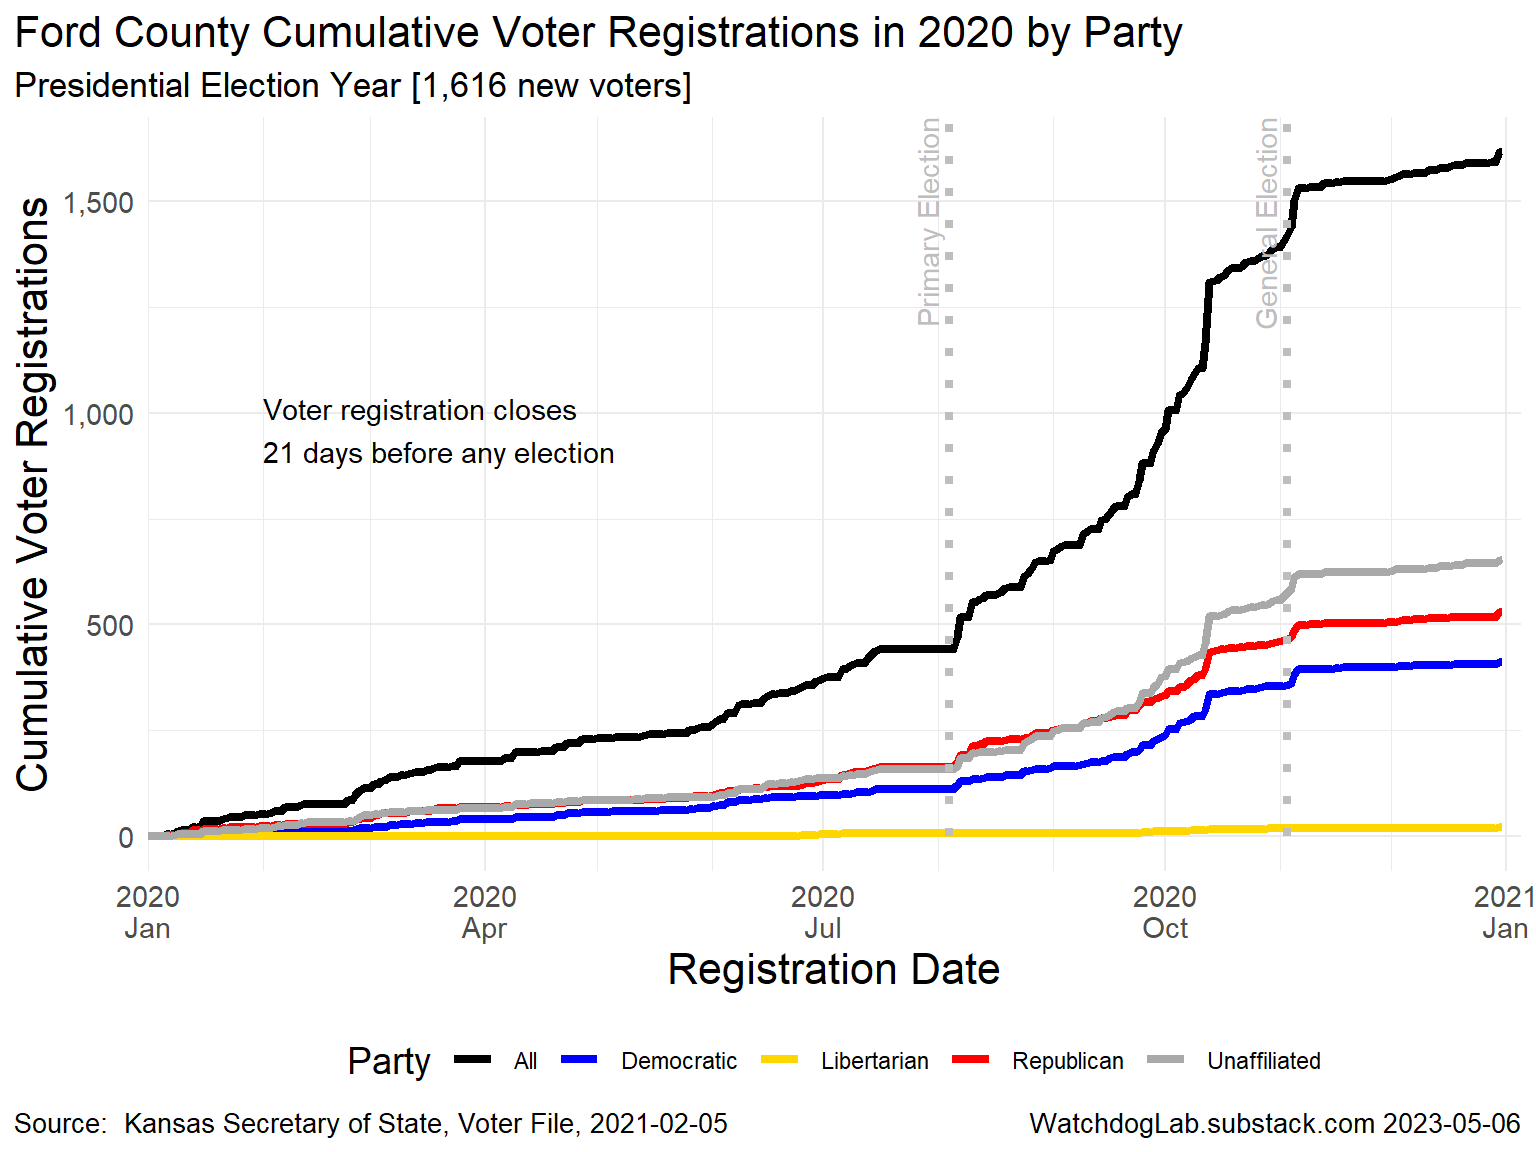 Ford County Cumulative Voter Registrations in 2020 by Party
Presidential Election Year [1,616 new voters]
Cumulative Voter Registrations
1,500
1,000
500
0
Primary Election
General Election
Voter registration closes
21 days before any election
2020 2020 2020 2020 2021
Jan Apr Jul Oct Jan
Registration Date
Party All Democratic Libertarian Republican Unaffiliated
Source:  Kansas Secretary of State, Voter File, 2021-02-05
WatchdogLab.substack.com 2023-05-06